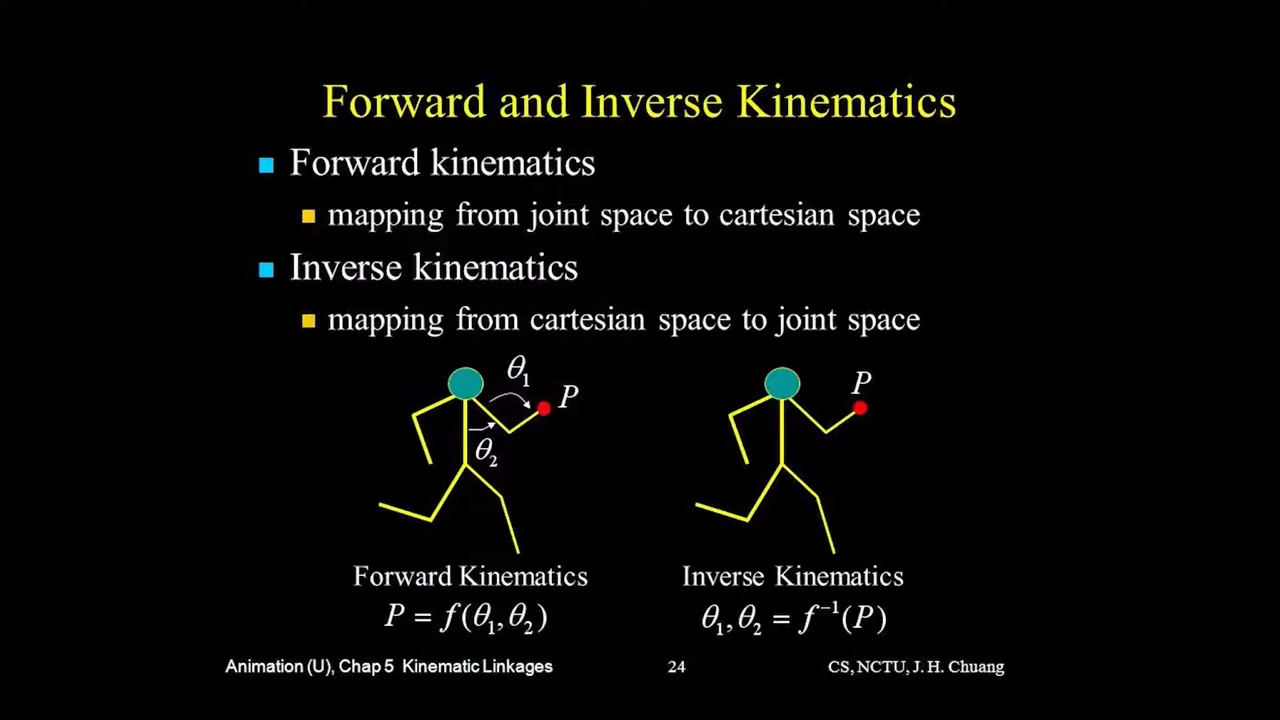 Forward and Inverse Kinematics
Forward kinematics
mapping from joint space to cartesian space
Inverse kinematics
mapping from cartesian space to joint space
θ₁
P
θ₂
P
Forward Kinematics
P = f(θ₁,θ₂)
Inverse Kinematics
θ₁,θ₂ = f⁻¹(P)
Animation (U), Chap 5 Kinematic Linkages
24
CS, NCTU, J. H. Chuang